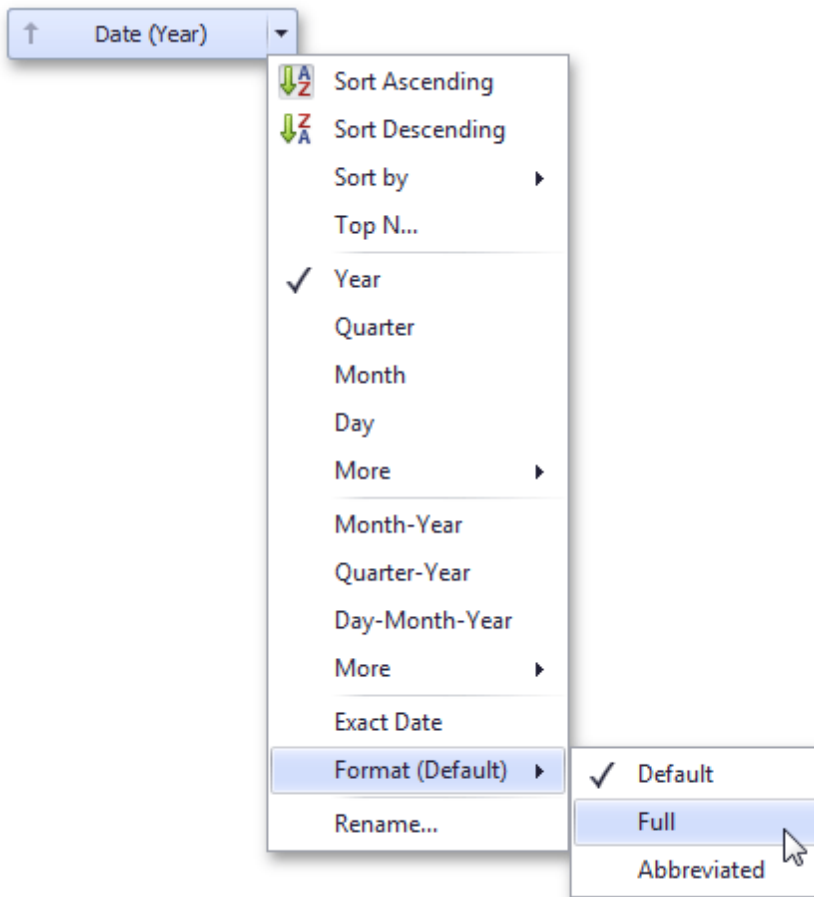 Date (Year)
Sort Ascending
Sort Descending
Sort by
Top N...
Year
Quarter
Month
Day
More
Month-Year
Quarter-Year
Day-Month-Year
More
Exact Date
Format (Default)
Default
Full
Rename...
Abbreviated